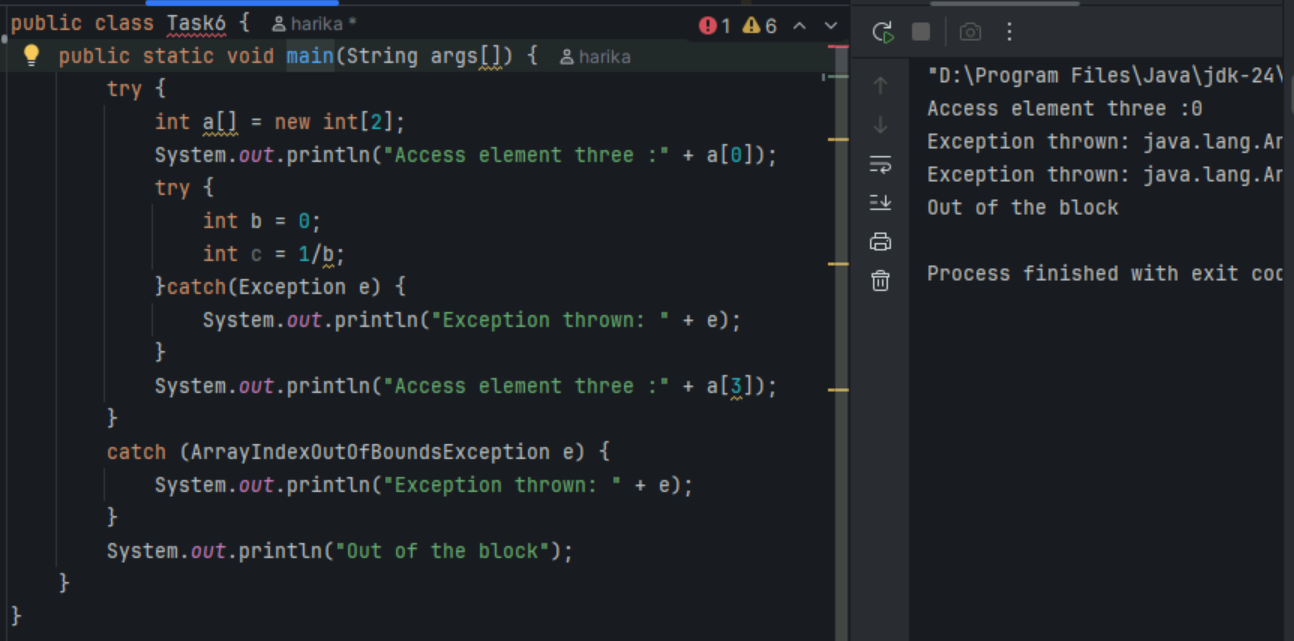 public class Task6 { harika *
1 6
public static void main(String args[]) { harika
try {
int a[] = new int[2];
System.out.println("Access element three :" + a[0]);
try {
int b = 0;
int c = 1/b;
}catch(Exception e) {
System.out.println("Exception thrown: " + e);
}
System.out.println("Access element three :" + a[3]);
}
catch (ArrayIndexOutOfBoundsException e) {
System.out.println("Exception thrown: " + e);
}
System.out.println("Out of the block");
}
}
"D:\Program Files\Java\jdk-24\
Access element three :0
Exception thrown: java.lang.Ar
Exception thrown: java.lang.Ar
Out of the block
Process finished with exit